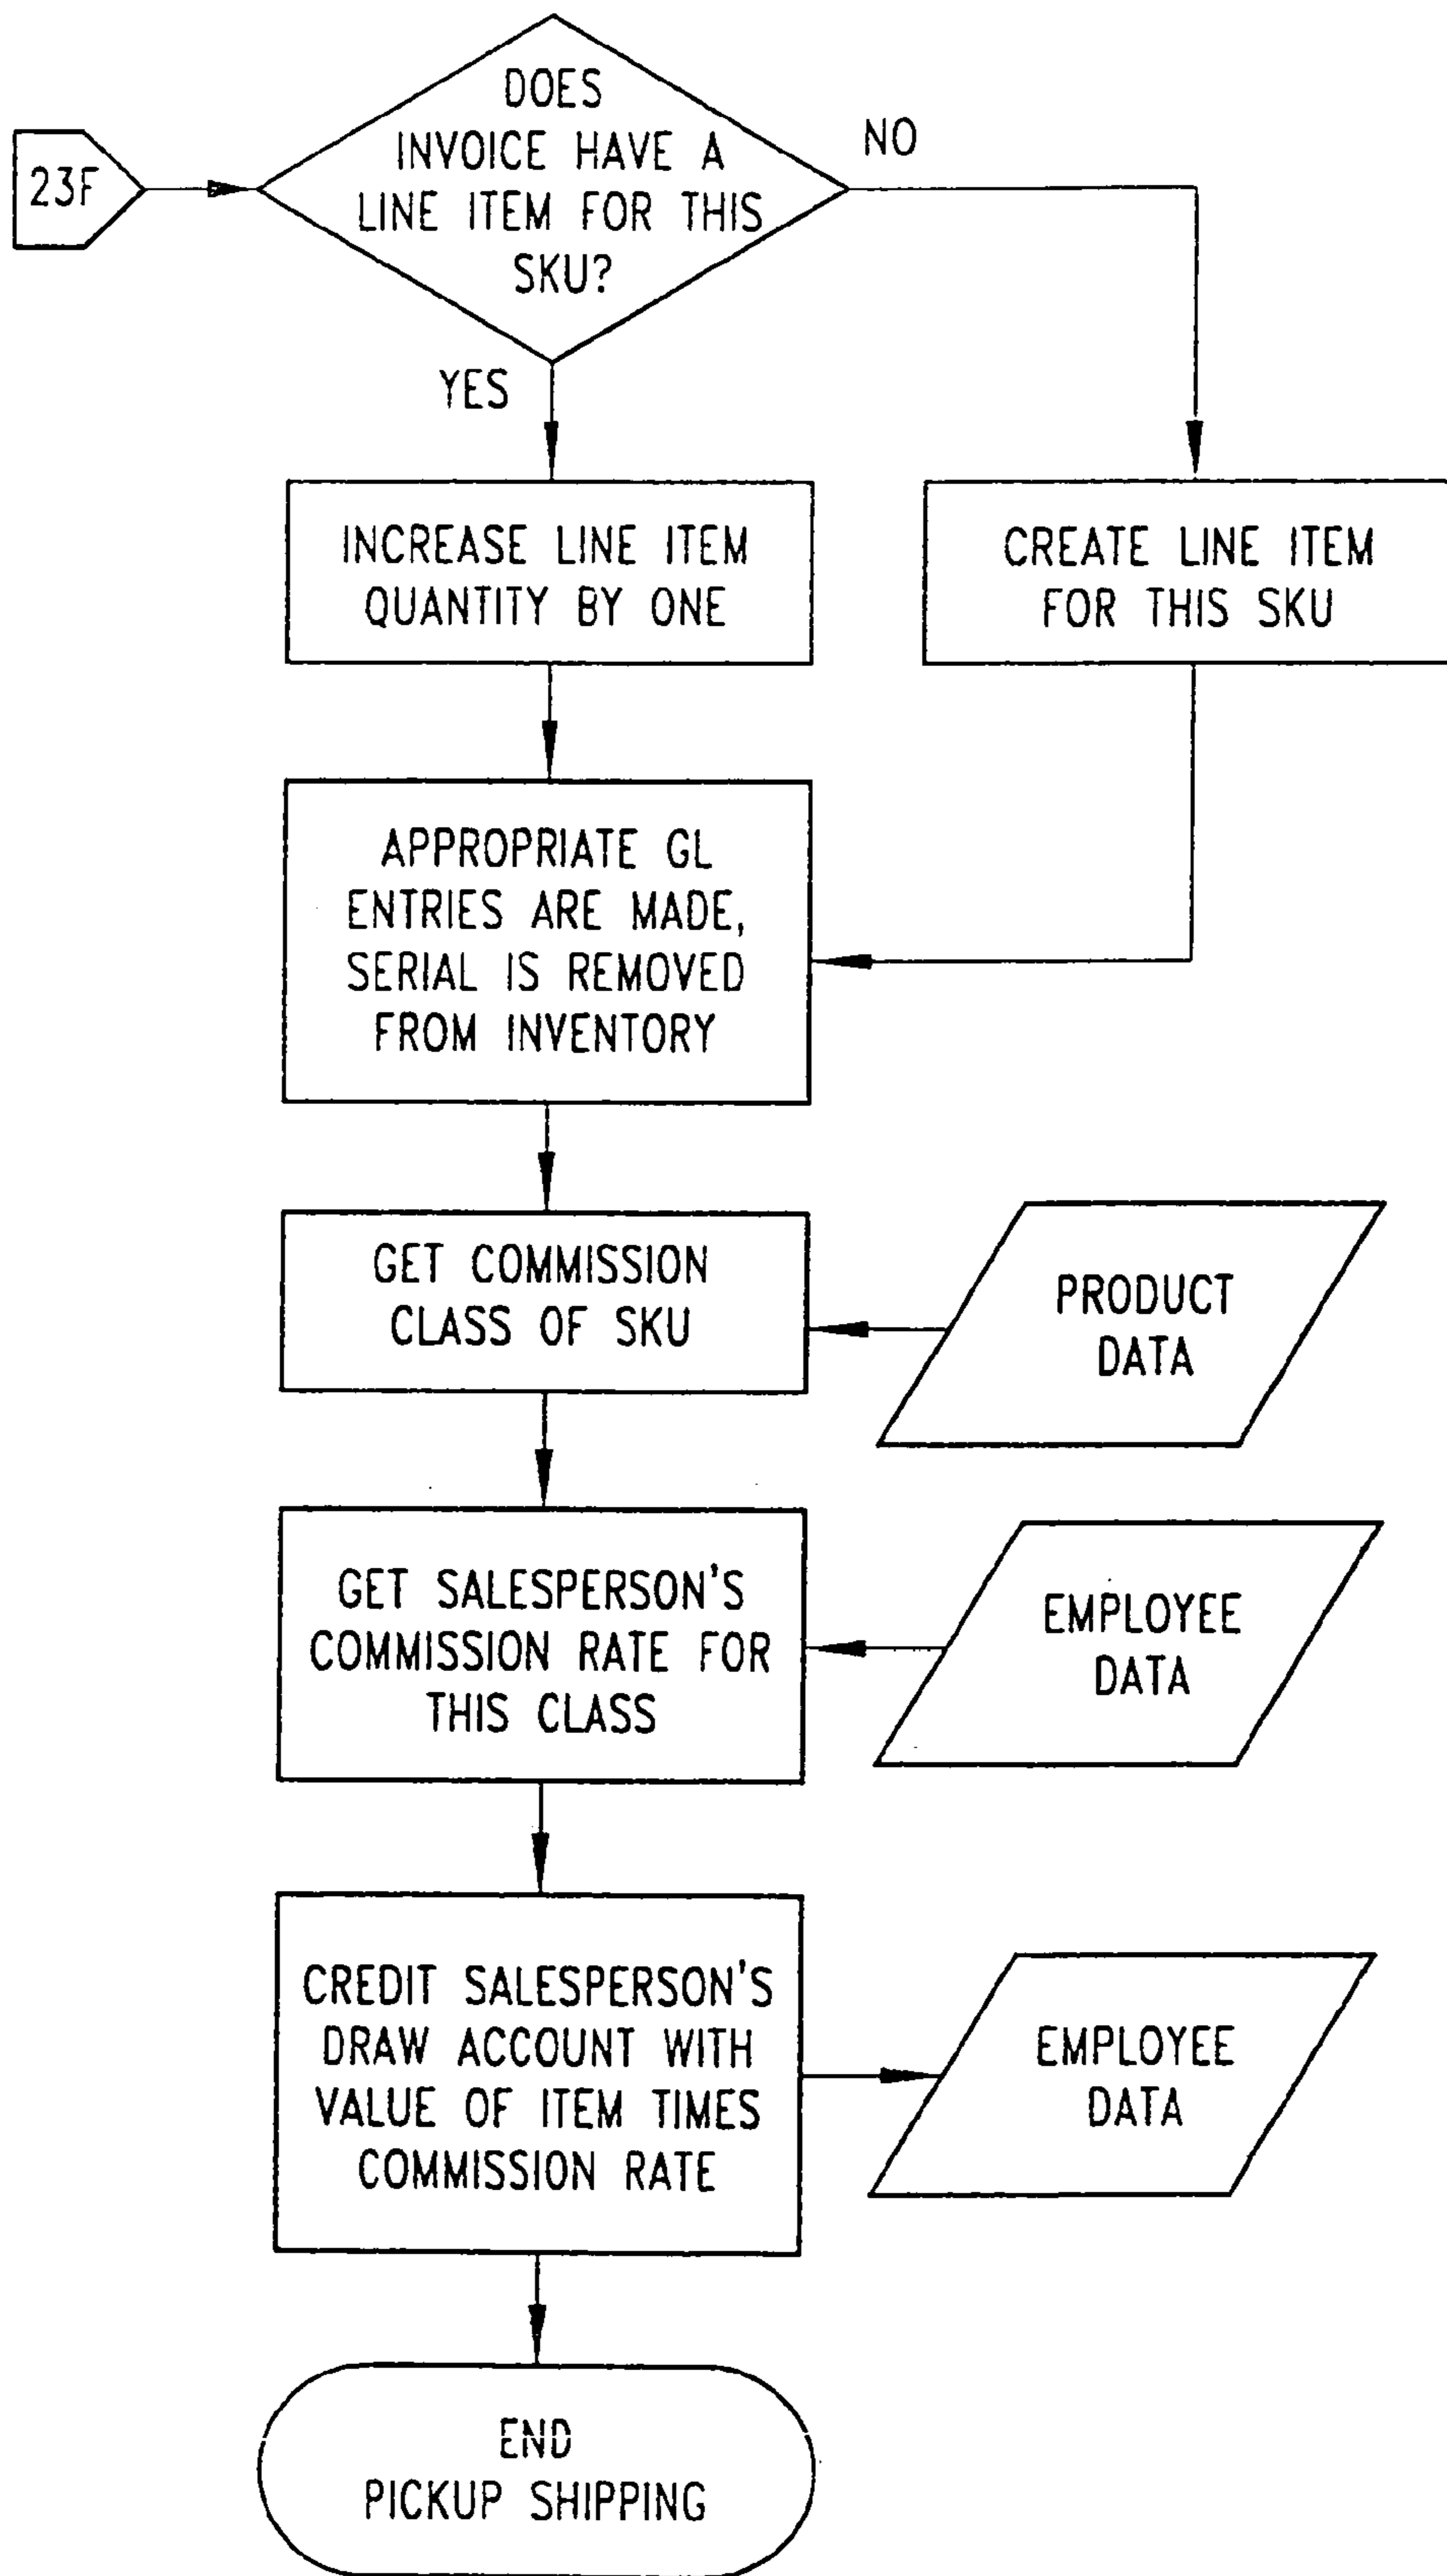 23F
DOES
INVOICE HAVE A
LINE ITEM FOR THIS
SKU?
NO
YES
INCREASE LINE ITEM
QUANTITY BY ONE
CREATE LINE ITEM
FOR THIS SKU
APPROPRIATE GL
ENTRIES ARE MADE,
SERIAL IS REMOVED
FROM INVENTORY
GET COMMISSION
CLASS OF SKU
PRODUCT
DATA
GET SALESPERSON'S
COMMISSION RATE FOR
THIS CLASS
EMPLOYEE
DATA
CREDIT SALESPERSON'S
DRAW ACCOUNT WITH
VALUE OF ITEM TIMES
COMMISSION RATE
EMPLOYEE
DATA
END
PICKUP SHIPPING